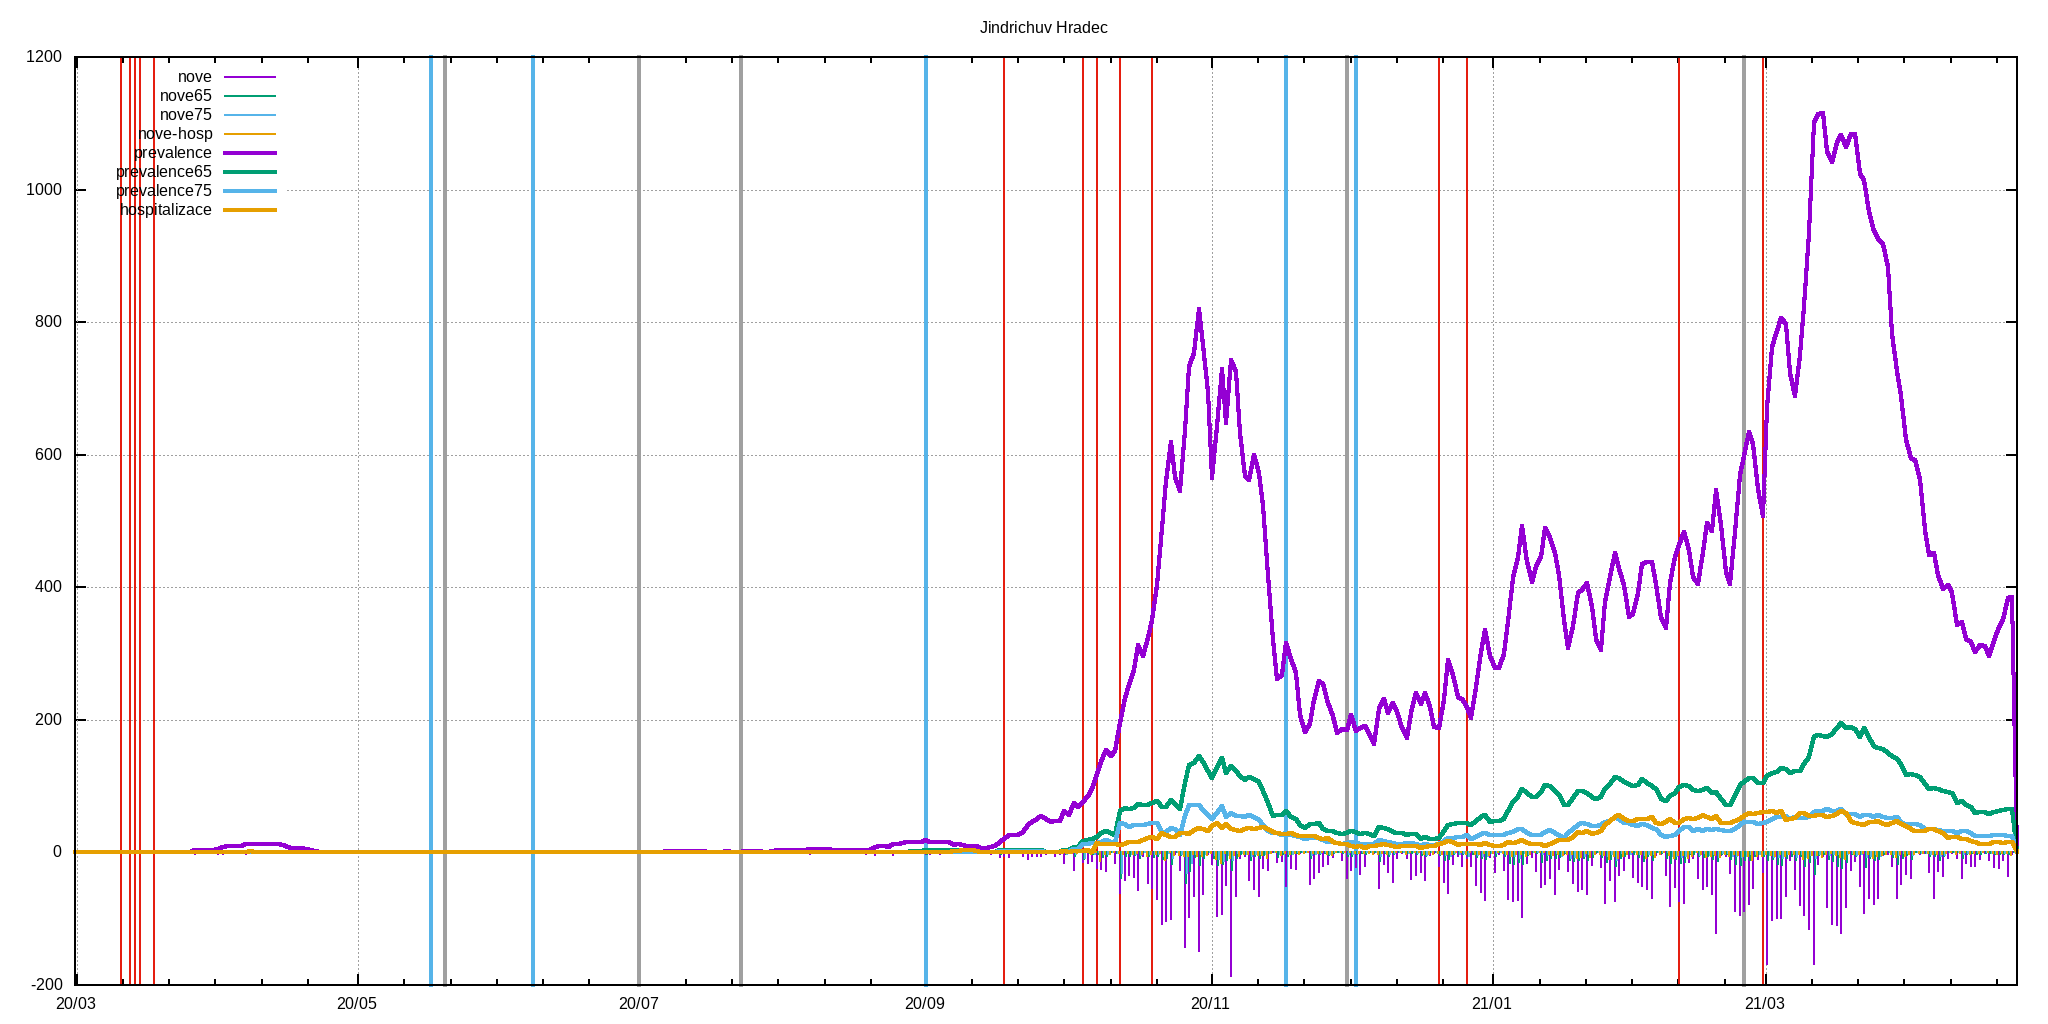 Jindrichuv Hradec
1200
1000
800
600
400
200
0
-200
nove
nove65
nove75
nove-hosp
prevalence
prevalence65
prevalence75
hospitalizace
20/03 20/05 20/07 20/09 20/11 21/01 21/03